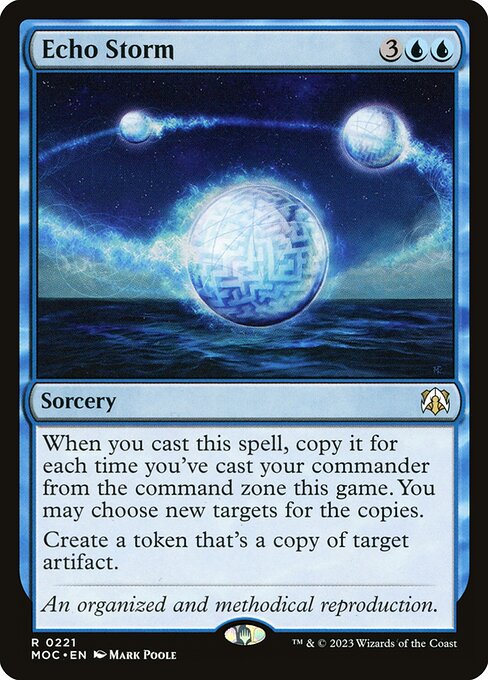 Echo Storm 3
Sorcery
When you cast this spell, copy it for
each time you've cast your commander
from the command zone this game. You
may choose new targets for the copies.
Create a token that's a copy of target
artifact.
An organized and methodical reproduction.
R 0221
MOC • EN Mark Poole
™ & © 2023 Wizards of the Coast